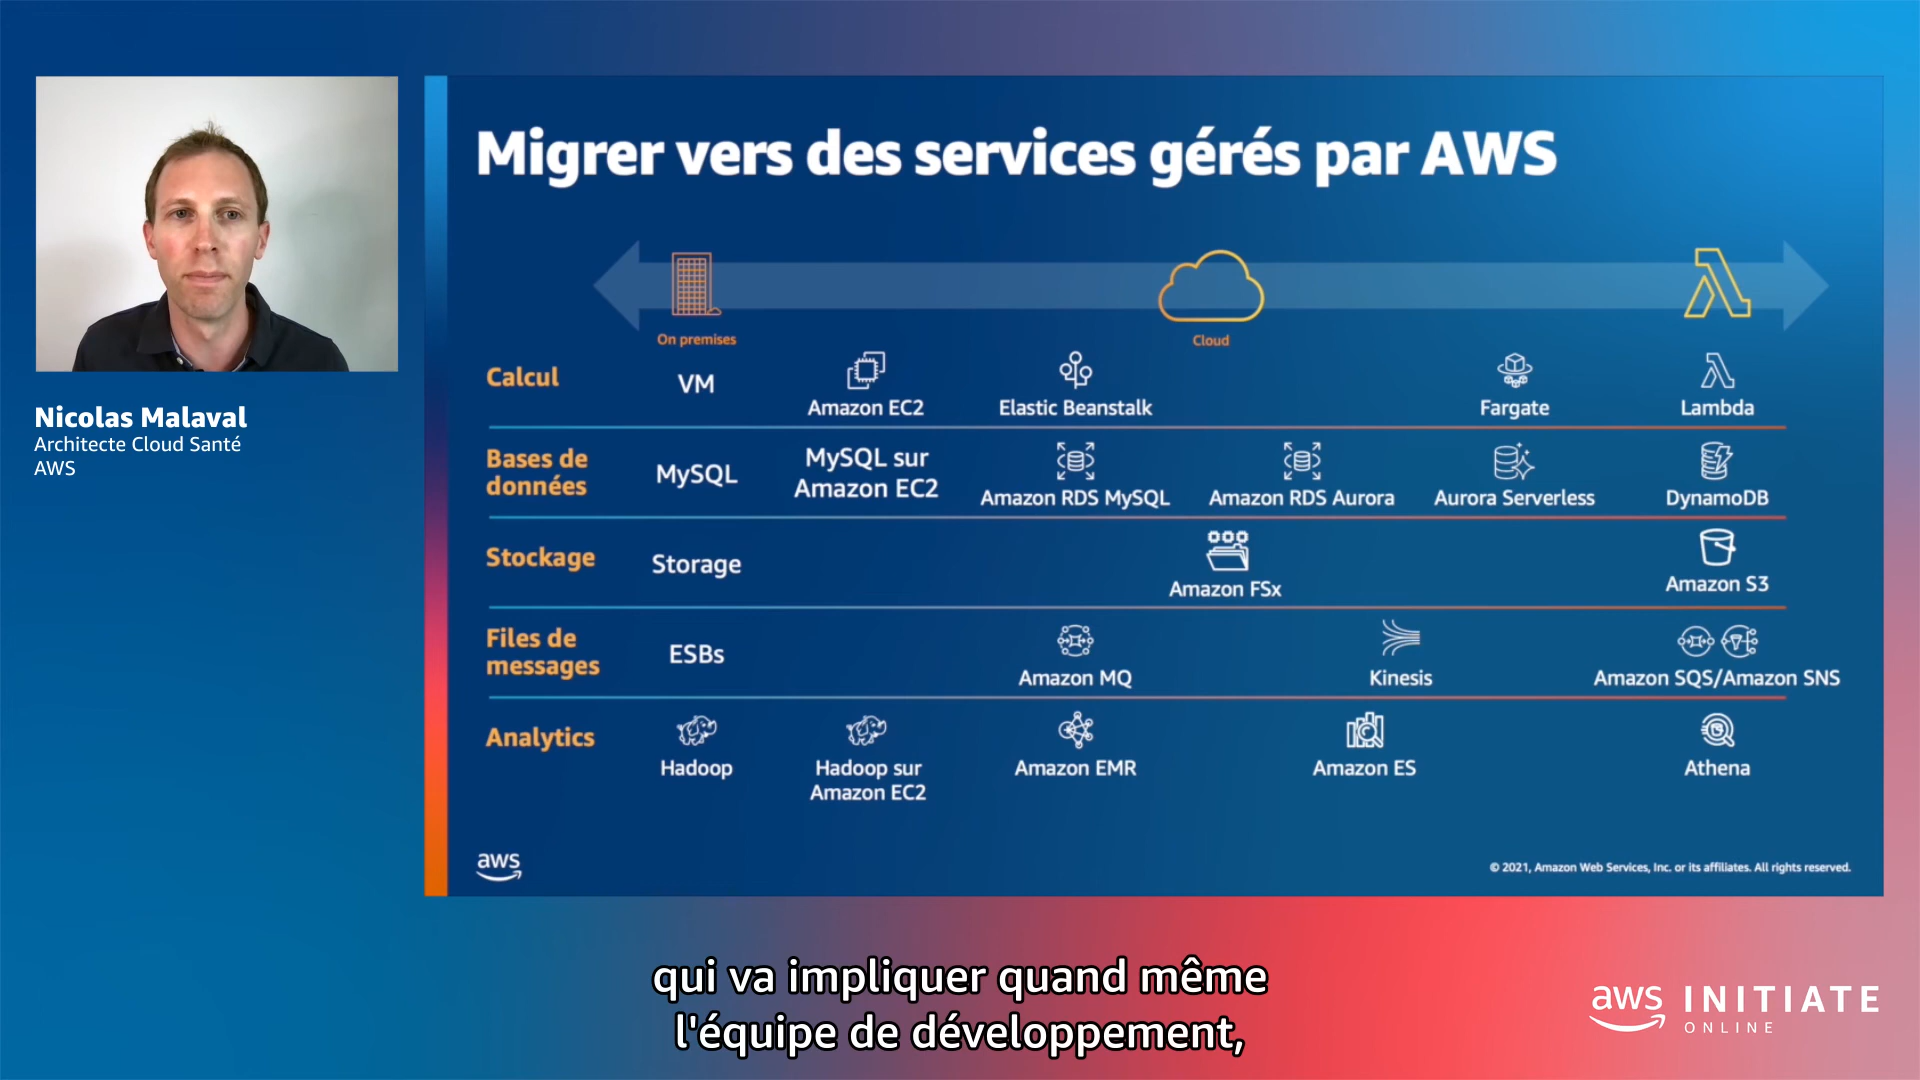 Migrer vers des services gérés par AWS
On premises
Cloud
Nicolas Malaval
Architecte Cloud Santé
AWS
Calcul
VM
Amazon EC2
Elastic Beanstalk
Fargate
Lambda
Bases de
données
MySQL
MySQL sur
Amazon EC2
Amazon RDS MySQL
Amazon RDS Aurora
Aurora Serverless
DynamoDB
Stockage
Storage
Amazon FSx
Amazon S3
Files de
messages
ESBs
Amazon MQ
Kinesis
Amazon SQS/Amazon SNS
Analytics
Hadoop
Hadoop sur
Amazon EC2
Amazon EMR
Amazon ES
Athena
aws
© 2021, Amazon Web Services, Inc. or its affiliates. All rights reserved.
qui va impliquer quand même
l'équipe de développement,
aws INITIATE
ONLINE